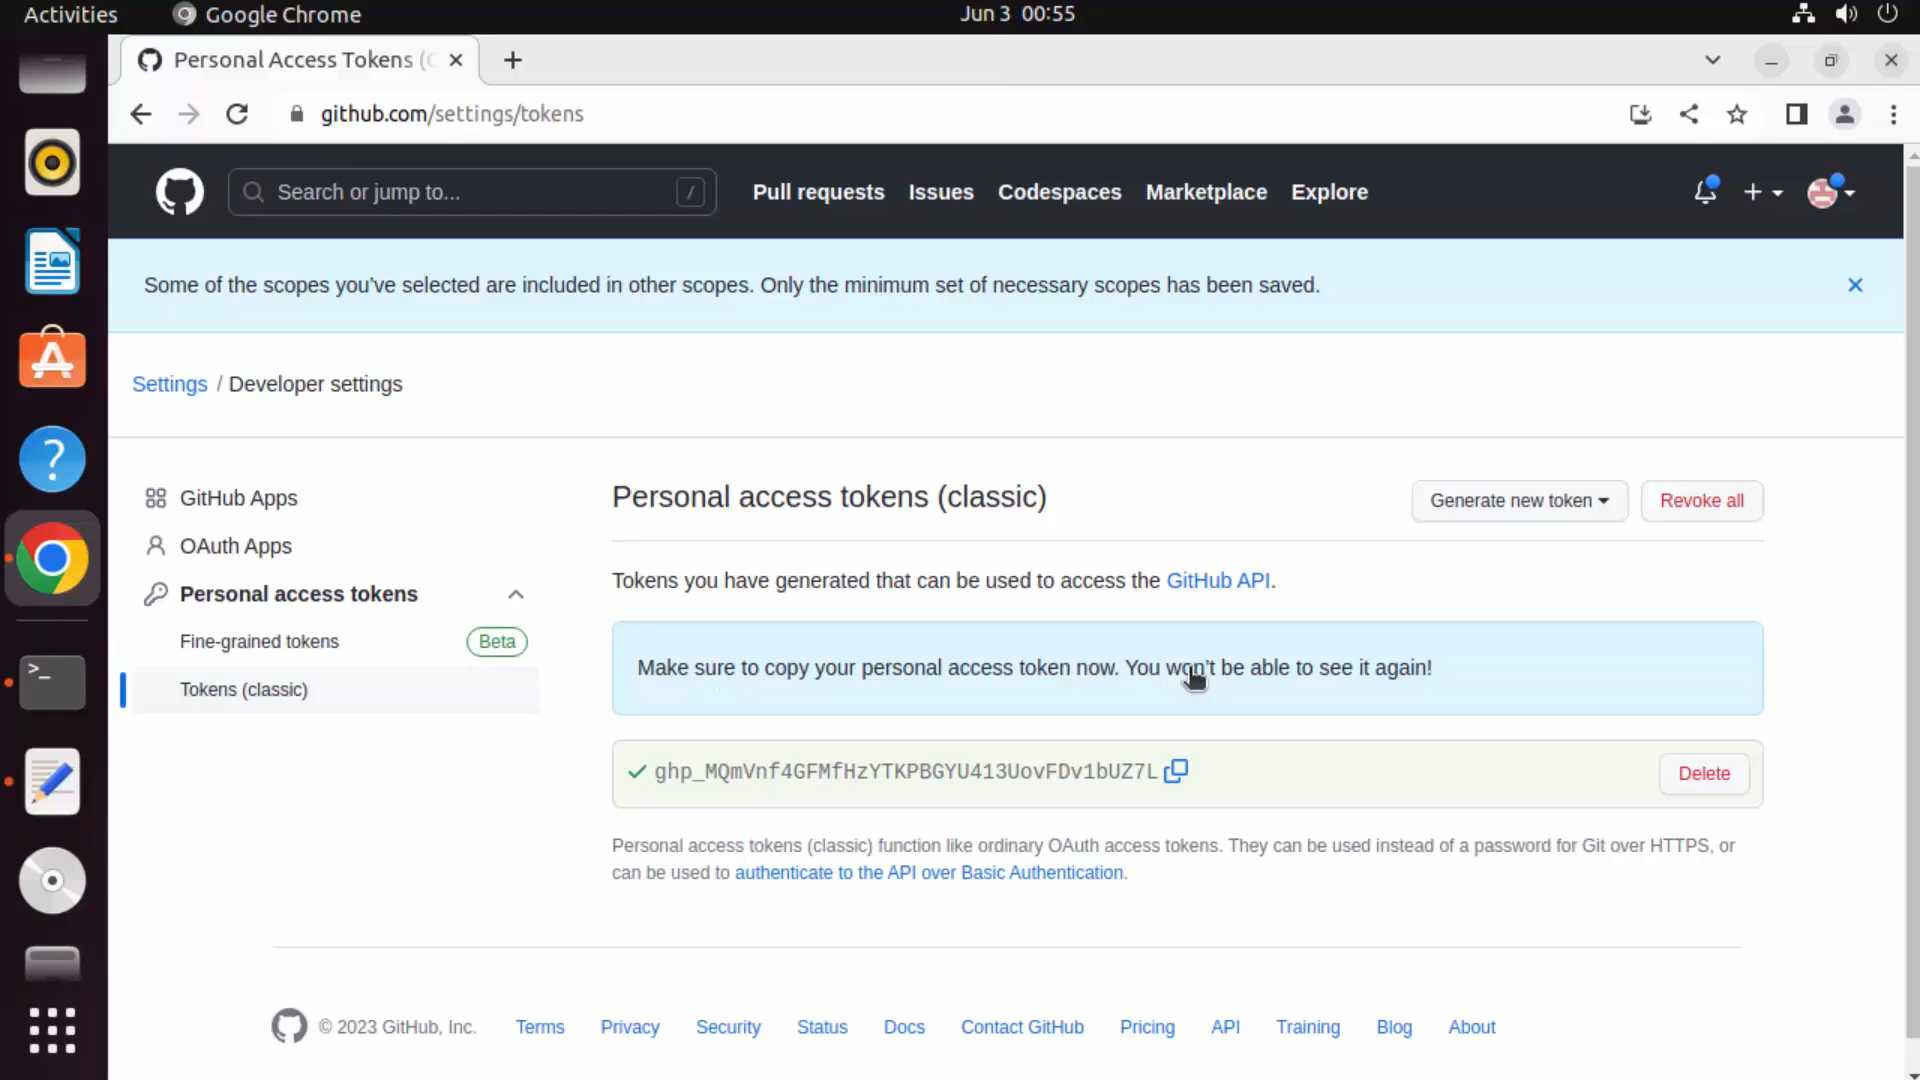 Activities Google Chrome Jun 3 00:55
Personal Access Tokens (C
github.com/settings/tokens
Search or jump to... / Pull requests Issues Codespaces Marketplace Explore
Some of the scopes you've selected are included in other scopes. Only the minimum set of necessary scopes has been saved.
Settings / Developer settings
GitHub Apps
OAuth Apps
Personal access tokens
Fine-grained tokens Beta
Tokens (classic)
Personal access tokens (classic) Generate new token Revoke all
Tokens you have generated that can be used to access the GitHub API.
Make sure to copy your personal access token now. You won't be able to see it again!
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 Delete
Personal access tokens (classic) function like ordinary OAuth access tokens. They can be used instead of a password for Git over HTTPS, or
can be used to authenticate to the API over Basic Authentication.
© 2023 GitHub, Inc. Terms Privacy Security Status Docs Contact GitHub Pricing API Training Blog About